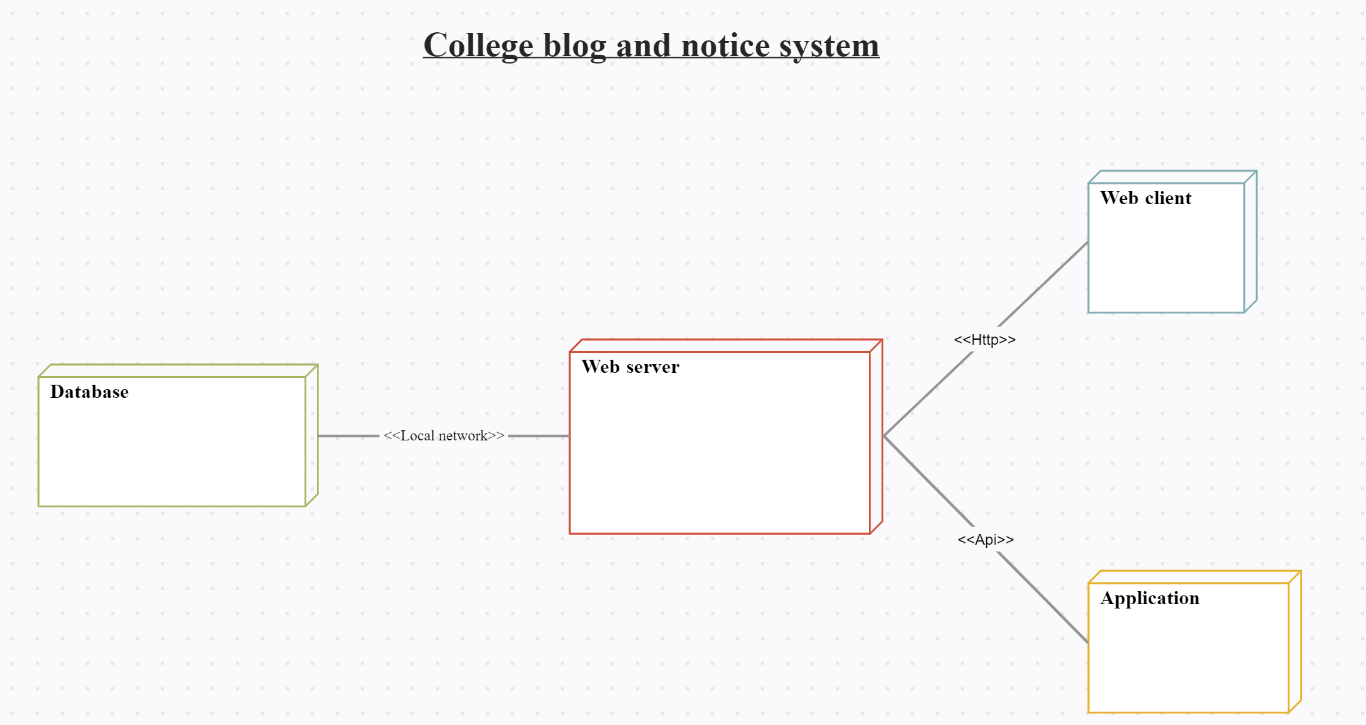 College blog and notice system
Web client
<<Http>>
Web server
Database
<<Local network>>
<<Api>>
Application